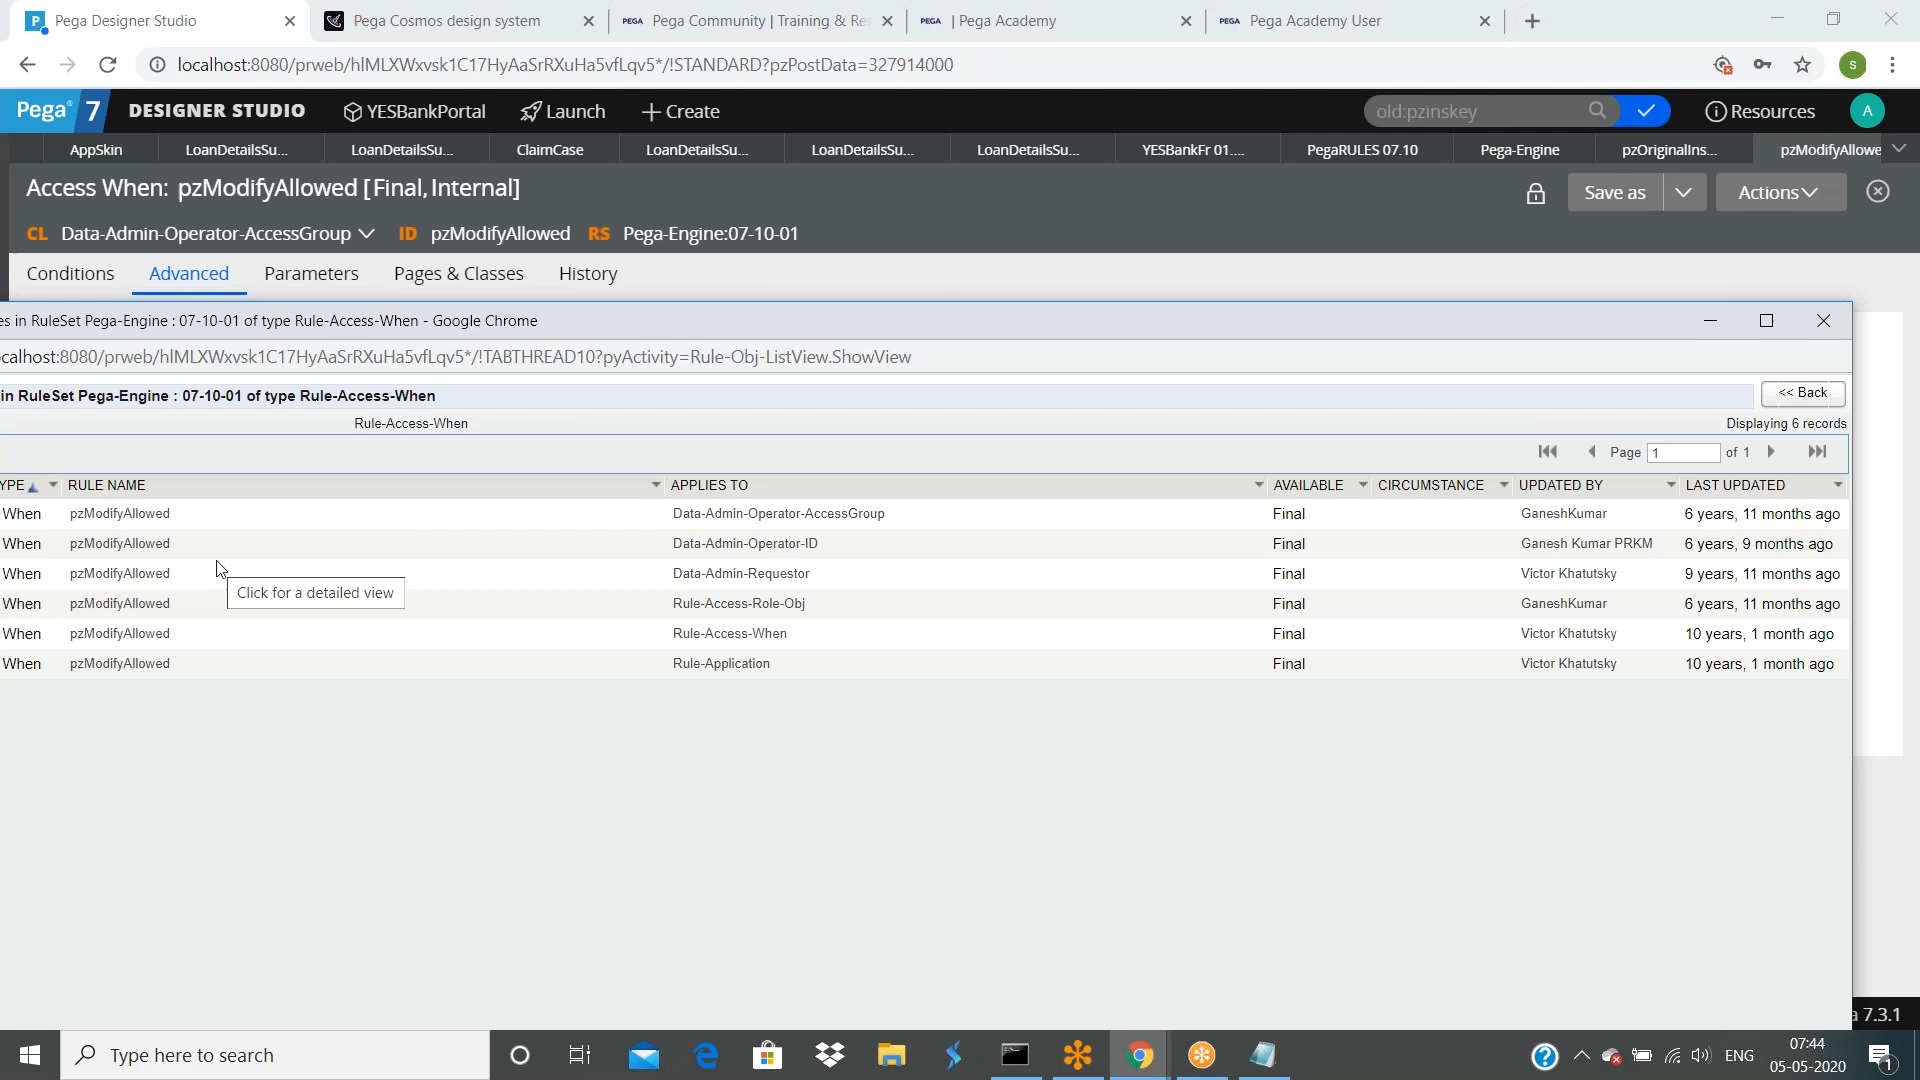 Pega Designer Studio
Pega Cosmos design system
PEGA Pega Community | Training & Res
PEGA | Pega Academy
PEGA Pega Academy User
localhost:8080/prweb/hIMLXWxvsk1C17HyAaSrRXuHa5vfLqv5*/!STANDARD?pzPostData=327914000
s
Pega 7 DESIGNER STUDIO YESBankPortal Launch Create old:pzinskey Resources A
AppSkin LoanDetailsSu... LoanDetailsSu... ClaimCase LoanDetailsSu... LoanDetailsSu... LoanDetailsSu... YESBankFr 01.... PegaRULES 07.10 Pega-Engine pzOriginalIns... pzModifyAllowe
Access When: pzModifyAllowed [Final, Internal]
Save as Actions
CL Data-Admin-Operator-AccessGroup ID pzModifyAllowed RS Pega-Engine:07-10-01
Conditions Advanced Parameters Pages & Classes History
es in RuleSet Pega-Engine : 07-10-01 of type Rule-Access-When - Google Chrome
ocalhost:8080/prweb/hIMLXWxvsk1C17HyAaSrRXuHa5vfLqv5*/!TABTHREAD10?pyActivity=Rule-Obj-ListView.ShowView
in RuleSet Pega-Engine : 07-10-01 of type Rule-Access-When << Back
Rule-Access-When Displaying 6 records
Page 1 of 1
YPE RULE NAME APPLIES TO AVAILABLE CIRCUMSTANCE UPDATED BY LAST UPDATED
When pzModifyAllowed Data-Admin-Operator-AccessGroup Final GaneshKumar 6 years, 11 months ago
When pzModifyAllowed Data-Admin-Operator-ID Final Ganesh Kumar PRKM 6 years, 9 months ago
When pzModifyAllowed Data-Admin-Requestor Final Victor Khatutsky 9 years, 11 months ago
Click for a detailed view
When pzModifyAllowed Rule-Access-Role-Obj Final GaneshKumar 6 years, 11 months ago
When pzModifyAllowed Rule-Access-When Final Victor Khatutsky 10 years, 1 month ago
When pzModifyAllowed Rule-Application Final Victor Khatutsky 10 years, 1 month ago
a 7.3.1
Type here to search
ENG
07:44
05-05-2020
1